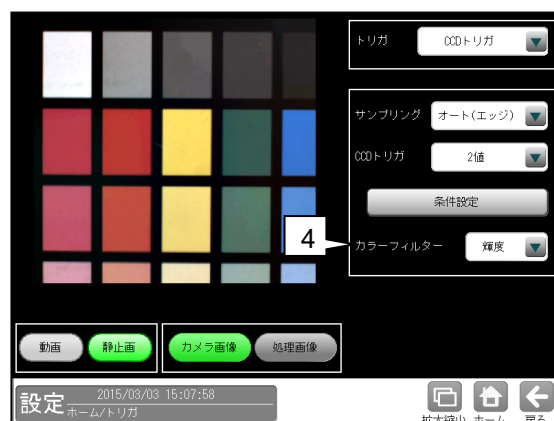 トリガ CCDトリガ
サンプリング オート(エッジ)
CCDトリガ 2値
条件設定
4 カラーフィルター 輝度
動画 静止画 カメラ画像 処理画像
設定 2015/03/03 15:07:58
ホーム/トリガ
拡大縮小 ホーム 戻る